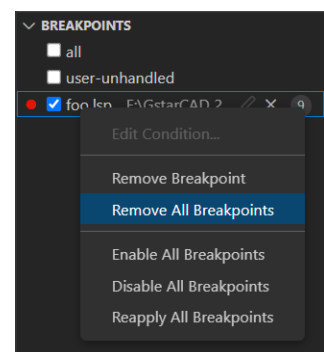 BREAKPOINTS
all
user-unhandled
foo.lsp F:\GstarCAD 2 9
Edit Condition...
Remove Breakpoint
Remove All Breakpoints
Enable All Breakpoints
Disable All Breakpoints
Reapply All Breakpoints